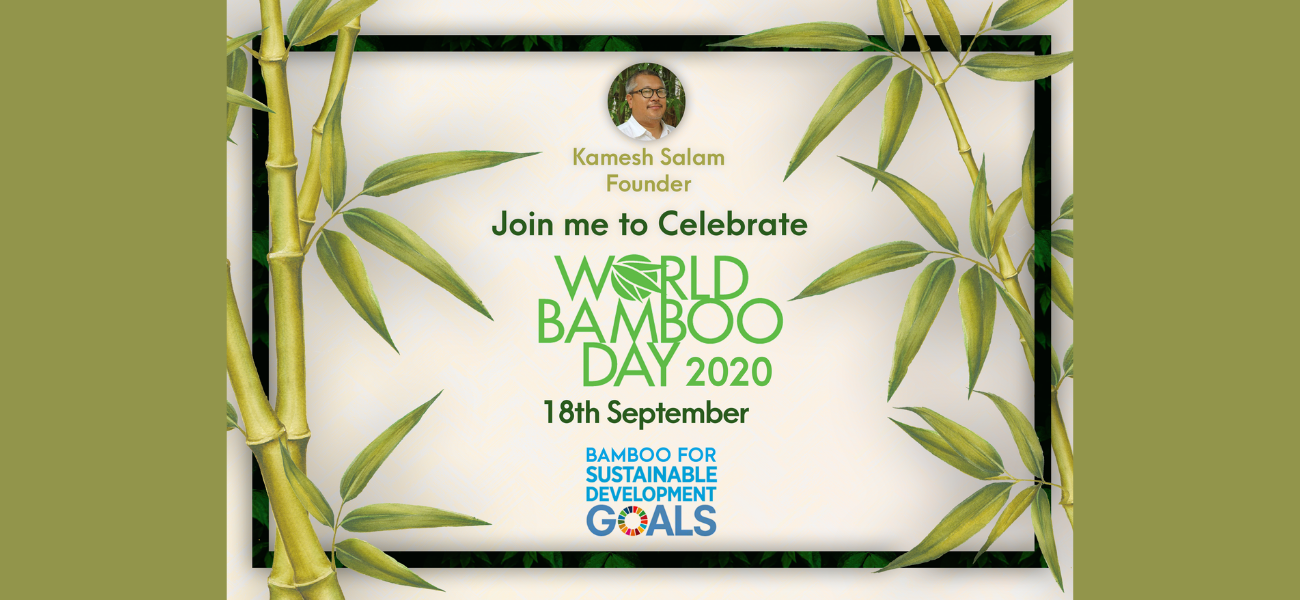 Kamesh Salam
Founder
Join me to Celebrate
WORLD
BAMBOO
DAY 2020
18th September
BAMBOO FOR
SUSTAINABLE
DEVELOPMENT
GOALS